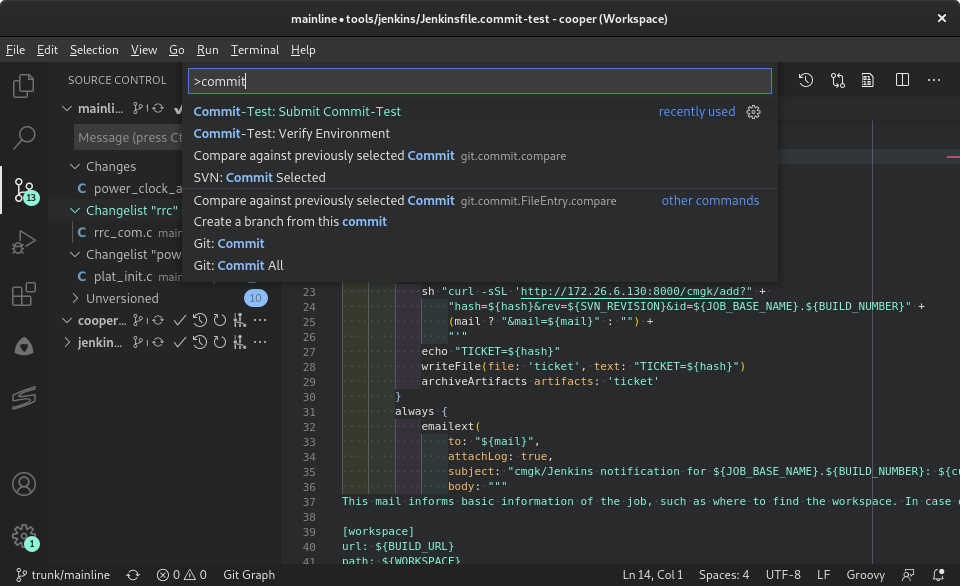 mainline • tools/jenkins/Jenkinsfile.commit-test - cooper (Workspace)
File Edit Selection View Go Run Terminal Help
SOURCE CONTROL
>commit
mainli...
Commit-Test: Submit Commit-Test recently used
Message (press Ct
Commit-Test: Verify Environment
Changes
Compare against previously selected Commit git.commit.compare
C power_clock_a
SVN: Commit Selected
13
Changelist "rrc"
Compare against previously selected Commit git.commit.FileEntry.compare other commands
C rrc_com.c main
Create a branch from this commit
Changelist "pow
Git: Commit
C plat_init.c main
Git: Commit All
Unversioned 10
cooper...
jenkin...
23 sh "curl -sSL 'http://172.26.6.130:8000/cmgk/add?" +
24 "hash=${hash}&rev=${SVN_REVISION}&id=${JOB_BASE_NAME}.${BUILD_NUMBER}" +
25 (mail ? "&mail=${mail}" : "") +
26 "'"
27 echo "TICKET=${hash}"
28 writeFile(file: 'ticket', text: "TICKET=${hash}")
29 archiveArtifacts artifacts: 'ticket'
30 }
31 always {
32 emailext(
33 to: "${mail}",
34 attachLog: true,
35 subject: "cmgk/Jenkins notification for ${JOB_BASE_NAME}.${BUILD_NUMBER}: ${cu
36 body: """
37 This mail informs basic information of the job, such as where to find the workspace. In case
38
39 [workspace]
40 url: ${BUILD_URL}
41 path: ${WORKSPACE}
1
trunk/mainline 0 0 Git Graph Ln 14, Col 1 Spaces: 4 UTF-8 LF Groovy